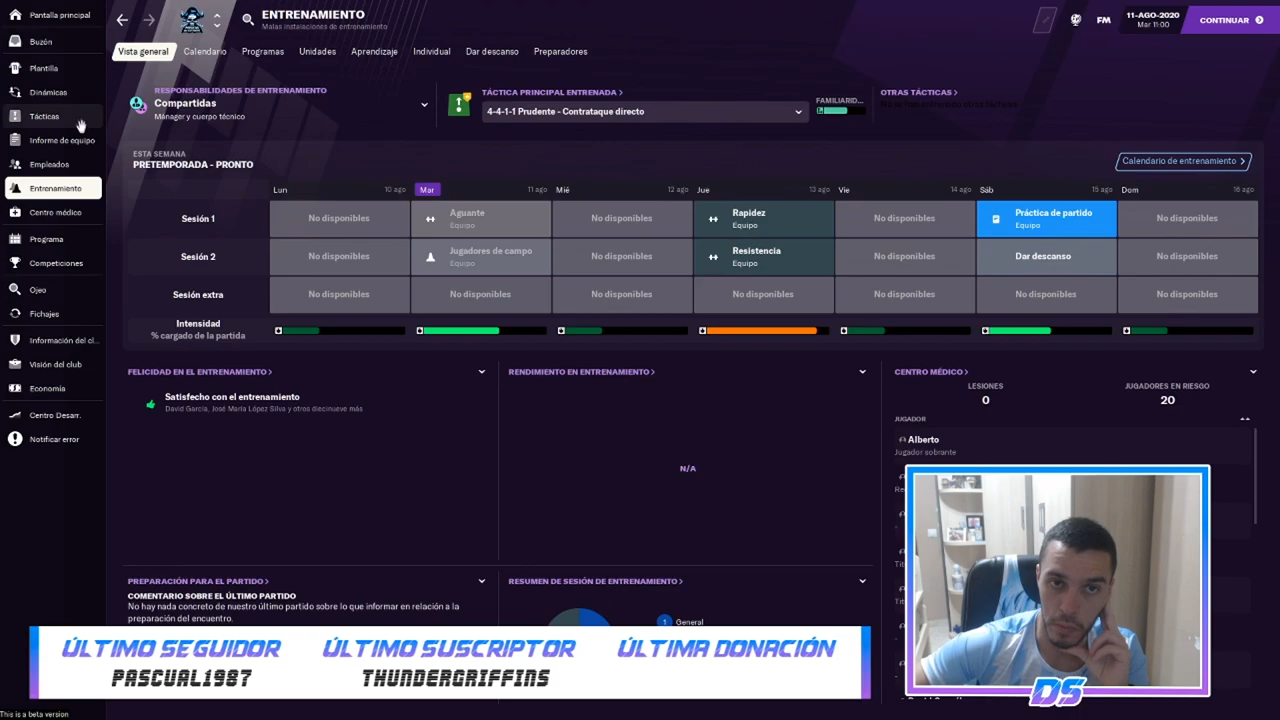 Pantalla principal
Buzón
Plantilla
Dinámicas
Tácticas
Informe de equipo
Empleados
Entrenamiento
Centro médico
Programa
Competiciones
Ojeo
Fichajes
Información del cl...
Visión del club
Economía
Centro Desarr.
Notificar error
This is a beta version
ENTRENAMIENTO
Malas instalaciones de entrenamiento
FM
11-AGO-2020
Mar 11:00
CONTINUAR
Vista general
Calendario
Programas
Unidades
Aprendizaje
Individual
Dar descanso
Preparadores
RESPONSABILIDADES DE ENTRENAMIENTO
Compartidas
Mánager y cuerpo técnico
TÁCTICA PRINCIPAL ENTRENADA >
4-4-1-1 Prudente - Contrataque directo
FAMILIARID...
OTRAS TÁCTICAS >
ESTA SEMANA
PRETEMPORADA - PRONTO
Calendario de entrenamiento >
Lun 10 ago
Mar 11 ago
Mié 12 ago
Jue 13 ago
Vie 14 ago
Sáb 15 ago
Dom 16 ago
Sesión 1
No disponibles
Aguante
Equipo
No disponibles
Rapidez
Equipo
No disponibles
Práctica de partido
Equipo
No disponibles
Sesión 2
No disponibles
Jugadores de campo
Equipo
No disponibles
Resistencia
Equipo
No disponibles
Dar descanso
No disponibles
Sesión extra
No disponibles
No disponibles
No disponibles
No disponibles
No disponibles
No disponibles
No disponibles
Intensidad
% cargado de la partida
FELICIDAD EN EL ENTRENAMIENTO >
Satisfecho con el entrenamiento
David García, José María López Silva y otros diecinueve más
RENDIMIENTO EN ENTRENAMIENTO >
N/A
CENTRO MÉDICO >
LESIONES
0
JUGADORES EN RIESGO
20
JUGADOR
Alberto
Jugador sobrante
PREPARACIÓN PARA EL PARTIDO >
COMENTARIO SOBRE EL ÚLTIMO PARTIDO
No hay nada concreto de nuestro último partido sobre lo que informar en relación a la
preparación del encuentro.
RESUMEN DE SESIÓN DE ENTRENAMIENTO >
1 General
ÚLTIMO SEGUIDOR
PASCUAL1987
ÚLTIMO SUSCRIPTOR
THUNDERGRIFFINS
ÚLTIMA DONACIÓN
DS